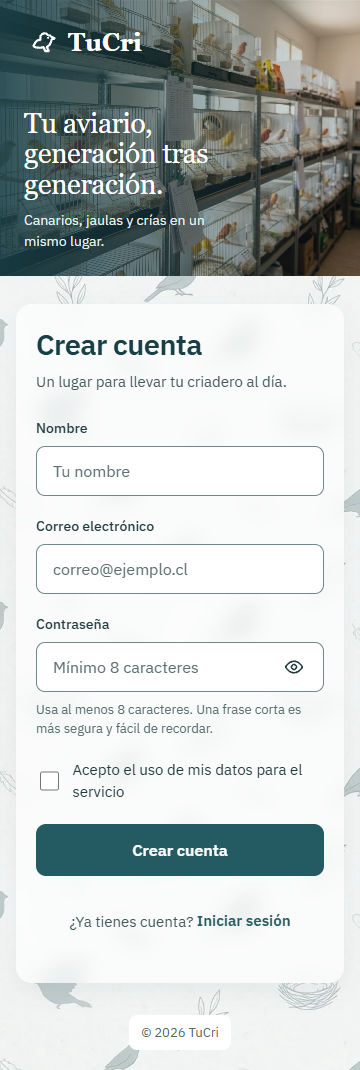 TuCri
Tu aviario,
generación tras
generación.
Canarios, jaulas y crías en un
mismo lugar.
Crear cuenta
Un lugar para llevar tu criadero al día.
Nombre
Tu nombre
Correo electrónico
correo@ejemplo.cl
Contraseña
Mínimo 8 caracteres
Usa al menos 8 caracteres. Una frase corta es
más segura y fácil de recordar.
Acepto el uso de mis datos para el
servicio
Crear cuenta
¿Ya tienes cuenta? Iniciar sesión
© 2026 TuCri